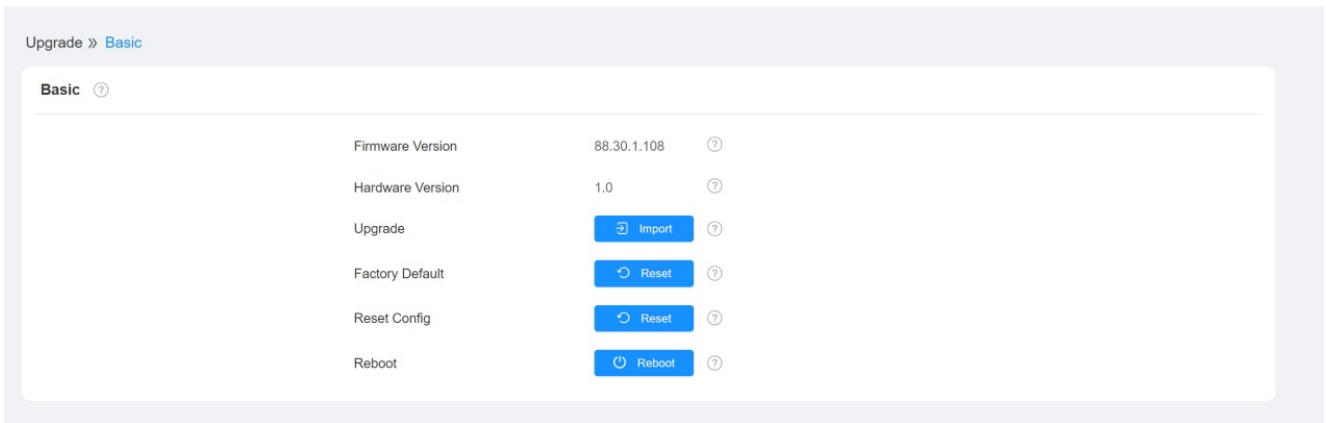 Upgrade » Basic
Basic ?
Firmware Version 88.30.1.108 ?
Hardware Version 1.0 ?
Upgrade Import ?
Factory Default Reset ?
Reset Config Reset ?
Reboot Reboot ?